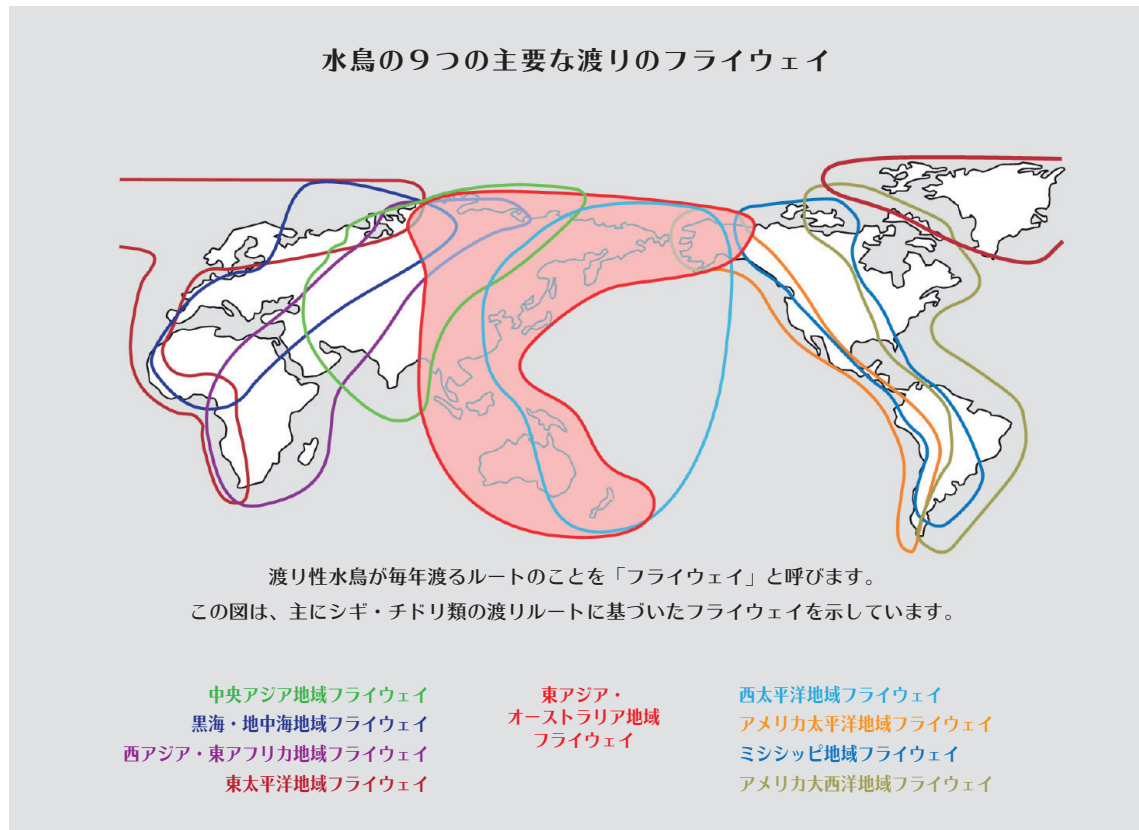 水鳥の9つの主要な渡りのフライウェイ
渡り性水鳥が毎年渡るルートのことを「フライウェイ」と呼びます。
この図は、主にシギ・チドリ類の渡りルートに基づいたフライウェイを示しています。
中央アジア地域フライウェイ
黒海・地中海地域フライウェイ
西アジア・東アフリカ地域フライウェイ
東太平洋地域フライウェイ
東アジア・
オーストラリア地域
フライウェイ
西太平洋地域フライウェイ
アメリカ太平洋地域フライウェイ
ミシシッピ地域フライウェイ
アメリカ大西洋地域フライウェイ